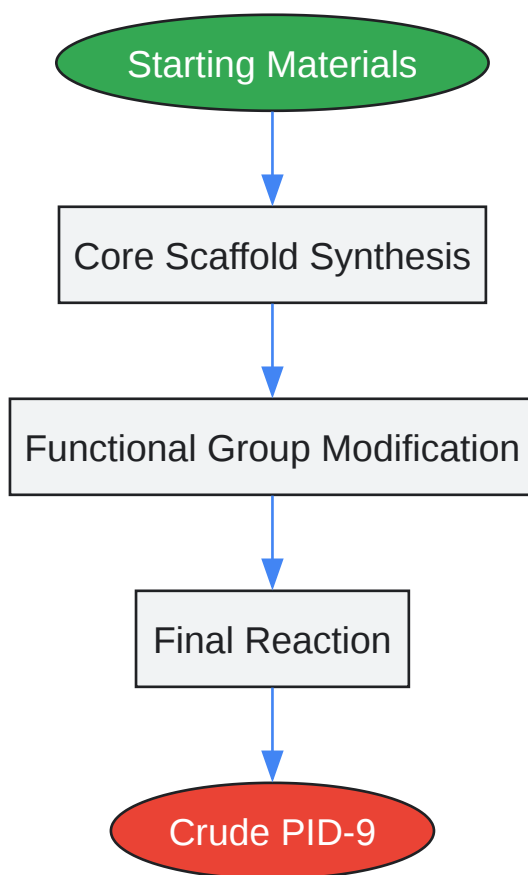 Starting Materials
Core Scaffold Synthesis
Functional Group Modification
Final Reaction
Crude PID-9